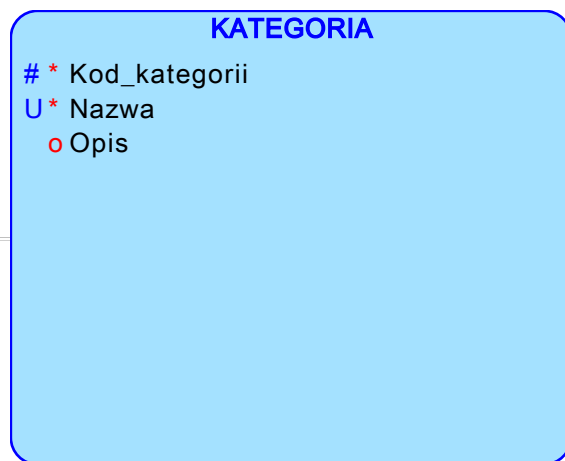 KATEGORIA
# * Kod_kategorii
U * Nazwa
o Opis